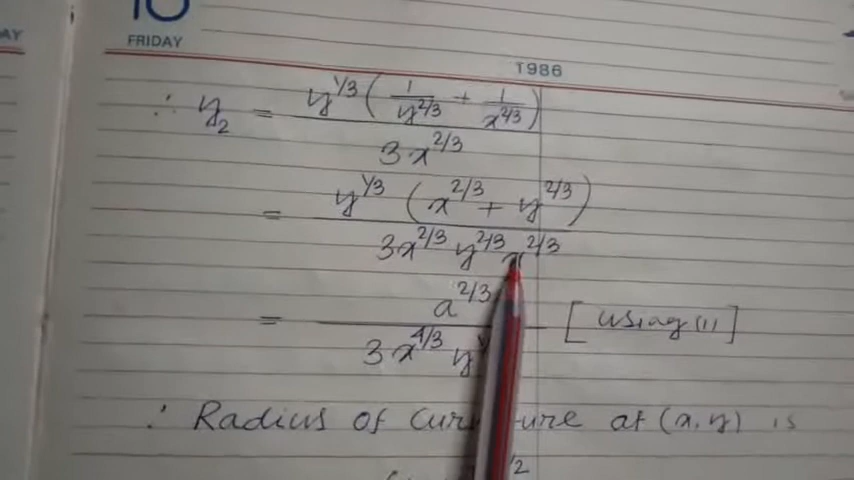 AY
10
FRIDAY
1986
∴ y₂ = y^1/3 ( 1/y^2/3 + 1/x^2/3 ) / 3x^2/3
= y^1/3 ( x^2/3 + y^2/3 ) / 3x^2/3 y^2/3 x^2/3
= a^2/3 / 3x^4/3 y [ using (1) ]
∴ Radius of at (x, y) is